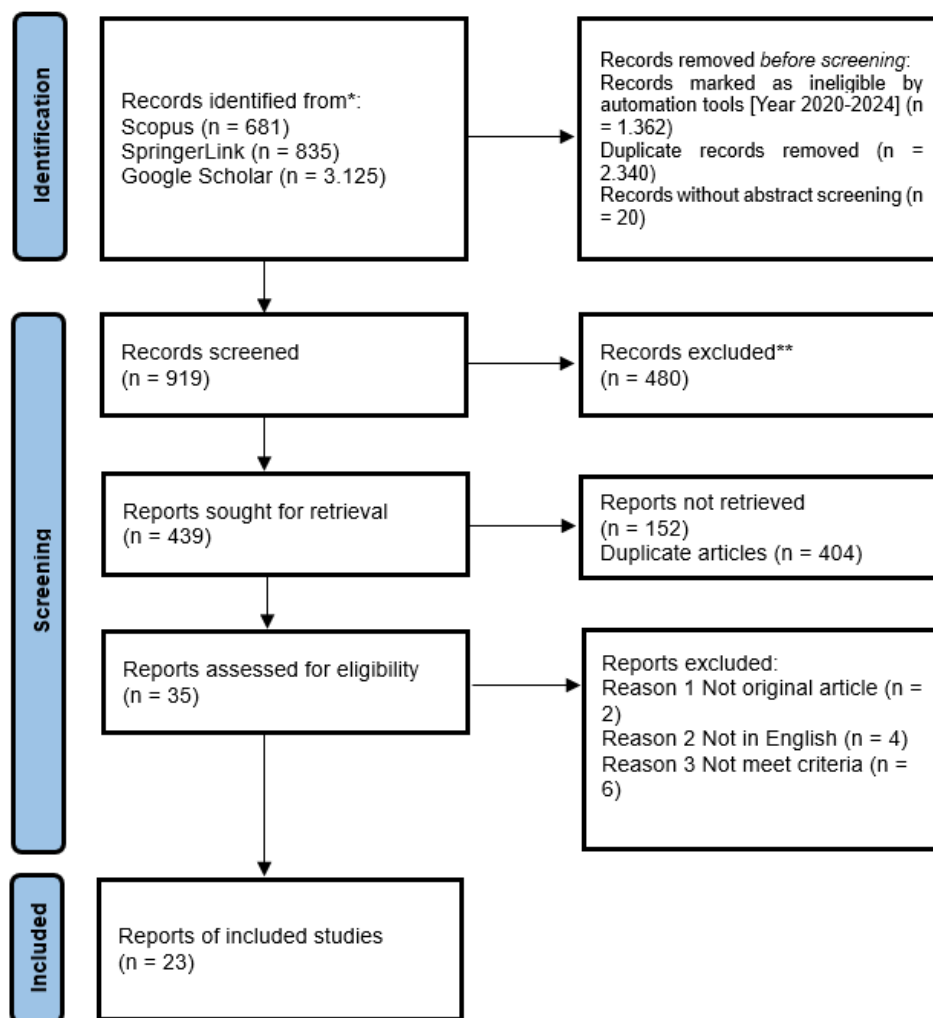 Identification
Records identified from*:
Scopus (n = 681)
SpringerLink (n = 835)
Google Scholar (n = 3.125)
Records removed before screening:
Records marked as ineligible by
automation tools [Year 2020-2024] (n
= 1.362)
Duplicate records removed (n =
2.340)
Records without abstract screening (n
= 20)
Screening
Records screened
(n = 919)
Records excluded**
(n = 480)
Reports sought for retrieval
(n = 439)
Reports not retrieved
(n = 152)
Duplicate articles (n = 404)
Reports assessed for eligibility
(n = 35)
Reports excluded:
Reason 1 Not original article (n =
2)
Reason 2 Not in English (n = 4)
Reason 3 Not meet criteria (n =
6)
Included
Reports of included studies
(n = 23)